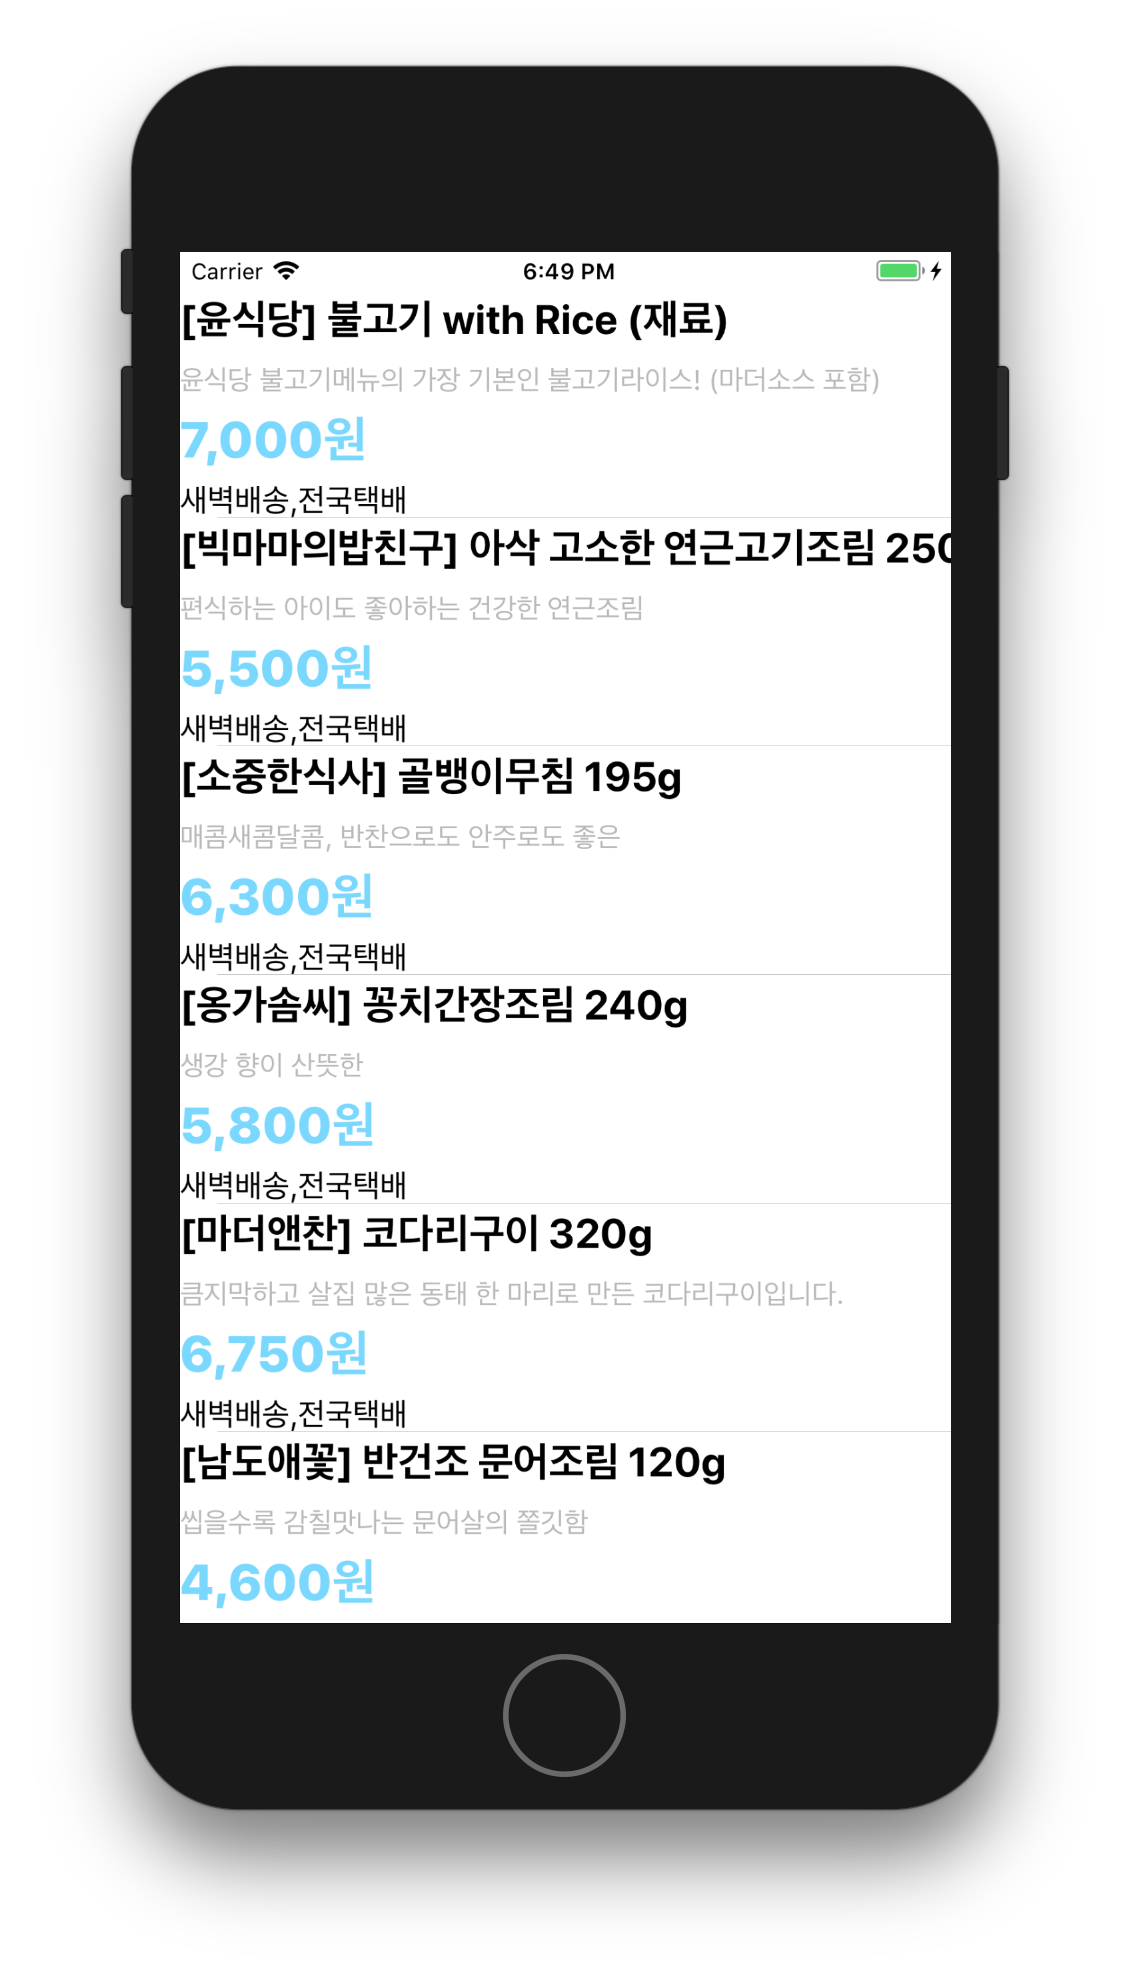 Carrier 6:49 PM
[윤식당] 불고기 with Rice (재료)
윤식당 불고기메뉴의 가장 기본인 불고기라이스! (마더소스 포함)
7,000원
새벽배송,전국택배
[빅마마의밥친구] 아삭 고소한 연근고기조림 250
편식하는 아이도 좋아하는 건강한 연근조림
5,500원
새벽배송,전국택배
[소중한식사] 골뱅이무침 195g
매콤새콤달콤, 반찬으로도 안주로도 좋은
6,300원
새벽배송,전국택배
[옹가솜씨] 꽁치간장조림 240g
생강 향이 산뜻한
5,800원
새벽배송,전국택배
[마더앤찬] 코다리구이 320g
큼지막하고 살집 많은 동태 한 마리로 만든 코다리구이입니다.
6,750원
새벽배송,전국택배
[남도애꽃] 반건조 문어조림 120g
씹을수록 감칠맛나는 문어살의 쫄깃함
4,600원